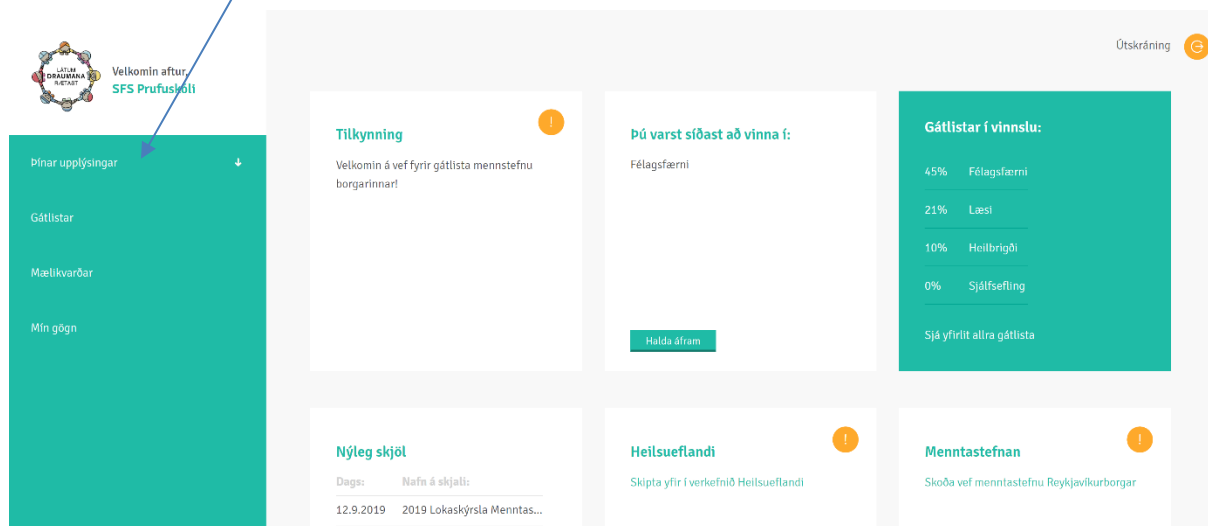 LÁTUM
DRAUMANA
RÆTAST
Velkomin aftur,
SFS Prufuskóli
Þínar upplýsingar
Gátlistar
Mælikvarðar
Mín gögn
Útskráning
Tilkynning
Velkomin á vef fyrir gátlista mennstefnu
borgarinnar!
Þú varst síðast að vinna í:
Félagsfærni
Halda áfram
Gátlistar í vinnslu:
45% Félagsfærni
21% Læsi
10% Heilbrigði
0% Sjálfsefling
Sjá yfirlit allra gátlista
Nýleg skjöl
Dags: Nafn á skjali:
12.9.2019 2019 Lokaskýrsla Menntas...
Heilsueflandi
Skipta yfir í verkefnið Heilsueflandi
Menntastefnan
Skoða vef menntastefnu Reykjavíkurborgar